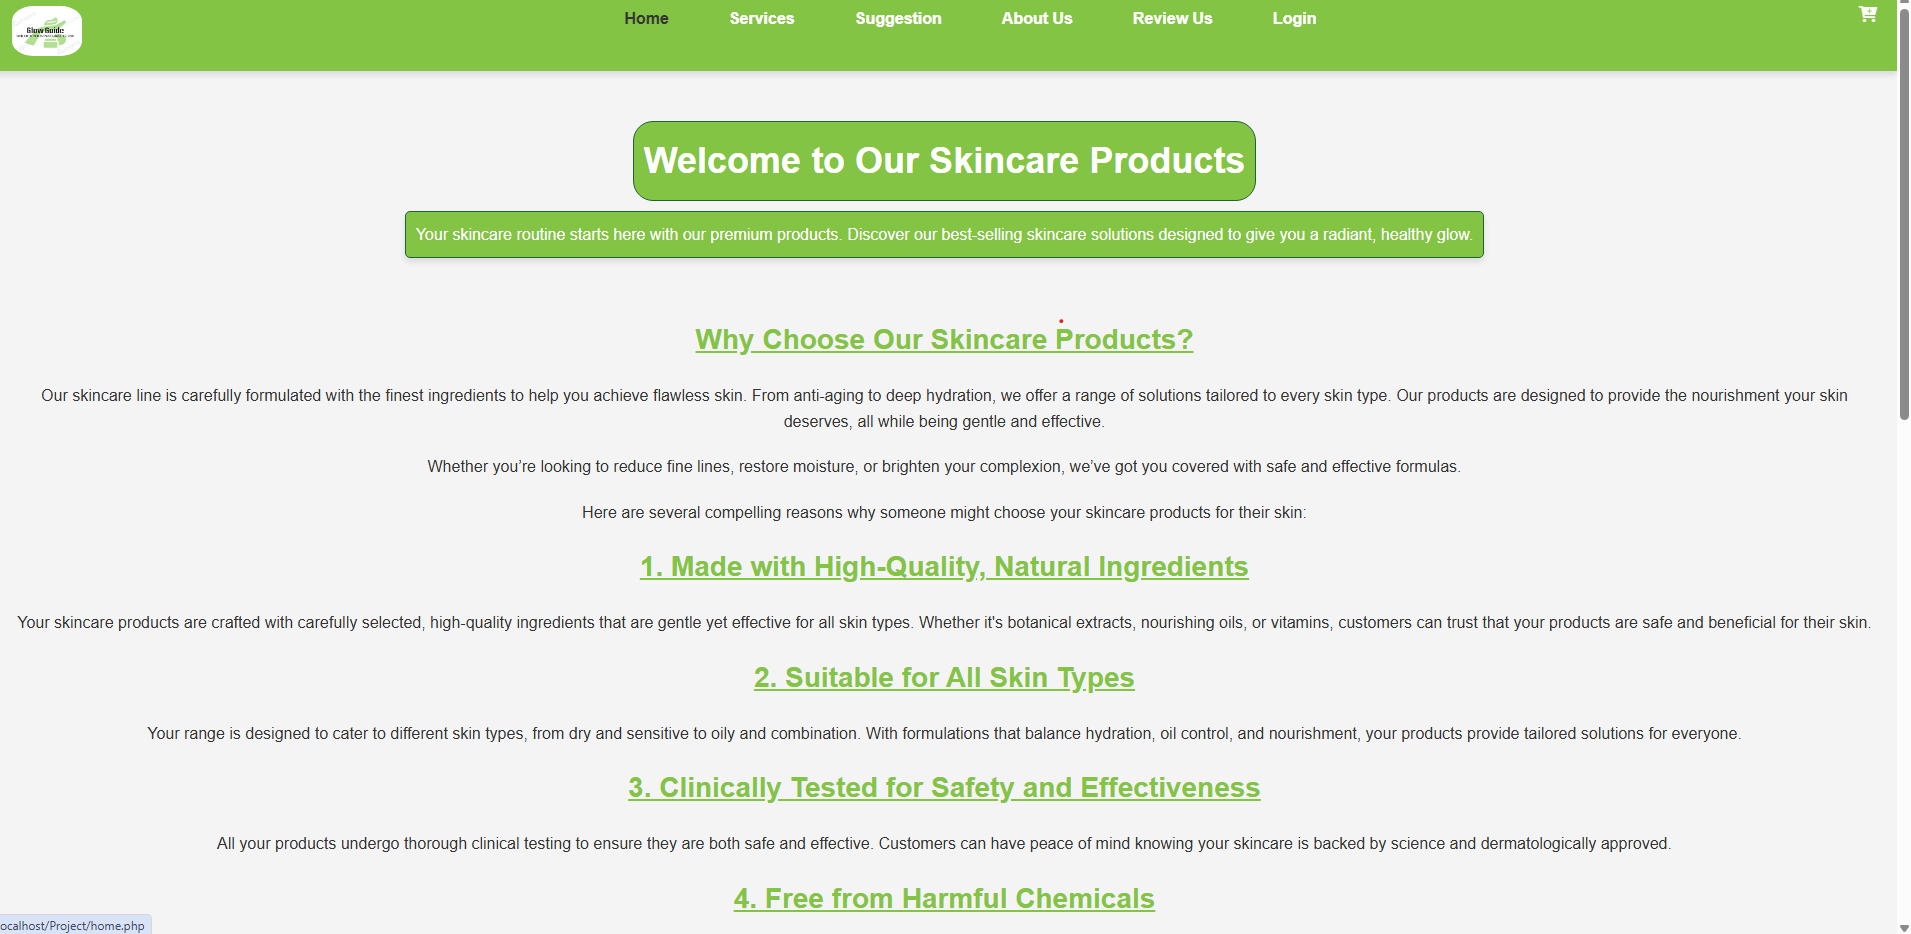 Glow Guide
Home
Services
Suggestion
About Us
Review Us
Login
Welcome to Our Skincare Products
Your skincare routine starts here with our premium products. Discover our best-selling skincare solutions designed to give you a radiant, healthy glow.
Why Choose Our Skincare Products?
Our skincare line is carefully formulated with the finest ingredients to help you achieve flawless skin. From anti-aging to deep hydration, we offer a range of solutions tailored to every skin type. Our products are designed to provide the nourishment your skin
deserves, all while being gentle and effective.
Whether you’re looking to reduce fine lines, restore moisture, or brighten your complexion, we’ve got you covered with safe and effective formulas.
Here are several compelling reasons why someone might choose your skincare products for their skin:
1. Made with High-Quality, Natural Ingredients
Your skincare products are crafted with carefully selected, high-quality ingredients that are gentle yet effective for all skin types. Whether it's botanical extracts, nourishing oils, or vitamins, customers can trust that your products are safe and beneficial for their skin.
2. Suitable for All Skin Types
Your range is designed to cater to different skin types, from dry and sensitive to oily and combination. With formulations that balance hydration, oil control, and nourishment, your products provide tailored solutions for everyone.
3. Clinically Tested for Safety and Effectiveness
All your products undergo thorough clinical testing to ensure they are both safe and effective. Customers can have peace of mind knowing your skincare is backed by science and dermatologically approved.
4. Free from Harmful Chemicals
ocalhost/Project/home.php